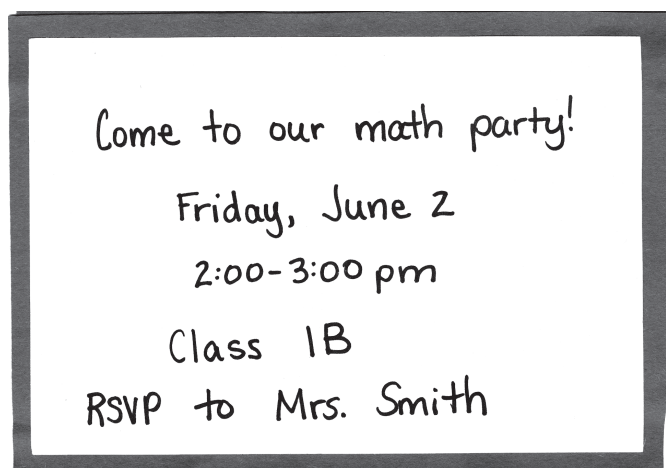 Come to our math party!
Friday, June 2
2:00-3:00 pm
Class 1B
RSVP to Mrs. Smith